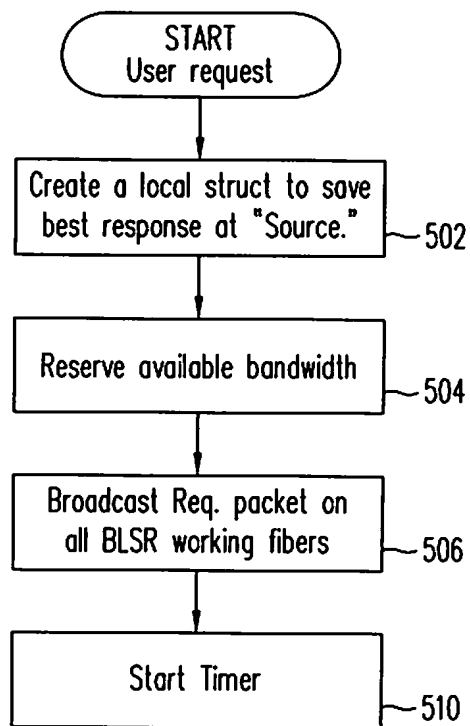 START
User request
Create a local struct to save
best response at "Source."
502
Reserve available bandwidth
504
Broadcast Req. packet on
all BLSR working fibers
506
Start Timer
510